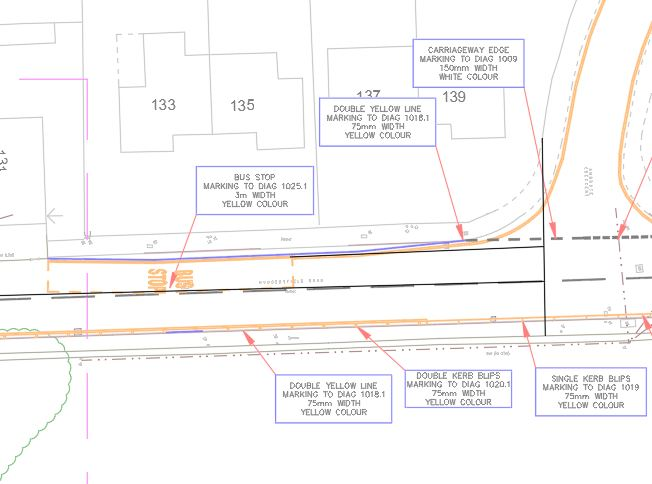 CARRIAGEWAY EDGE
MARKING TO DIAG 1009
150mm WIDTH
WHITE COLOUR
133
135
137
139
DOUBLE YELLOW LINE
MARKING TO DIAG 1018.1
75mm WIDTH
YELLOW COLOUR
131
BUS STOP
MARKING TO DIAG 1025.1
3m WIDTH
YELLOW COLOUR
BUS
STOP
DOUBLE YELLOW LINE
MARKING TO DIAG 1018.1
75mm WIDTH
YELLOW COLOUR
DOUBLE KERB BLIPS
MARKING TO DIAG 1020.1
75mm WIDTH
YELLOW COLOUR
SINGLE KERB BLIPS
MARKING TO DIAG 1019
75mm WIDTH
YELLOW COLOUR